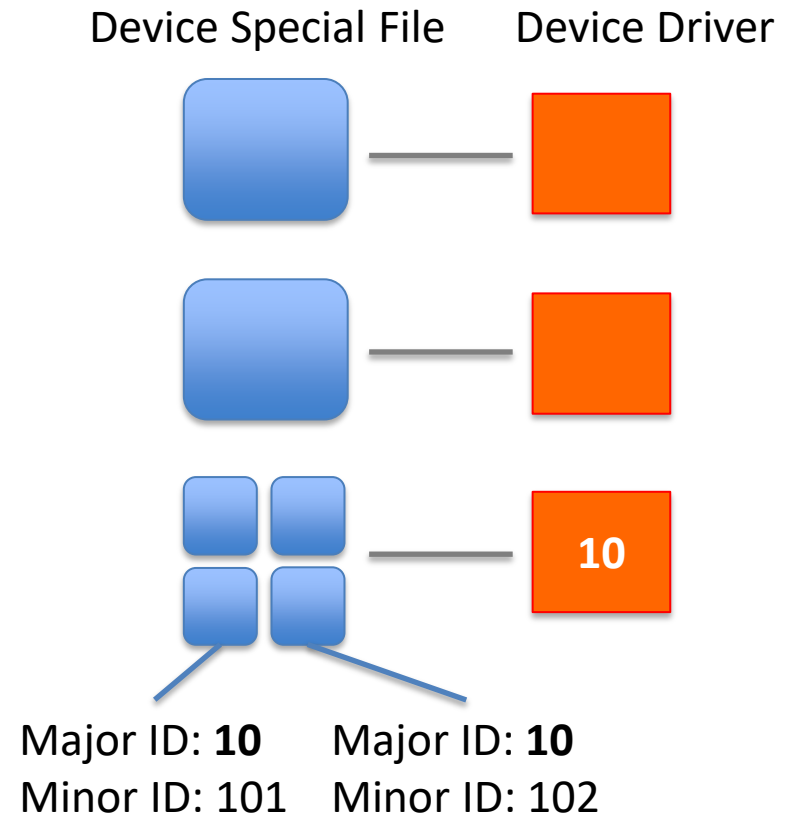 Device Special File
Device Driver
10
Major ID: 10
Minor ID: 101
Major ID: 10
Minor ID: 102